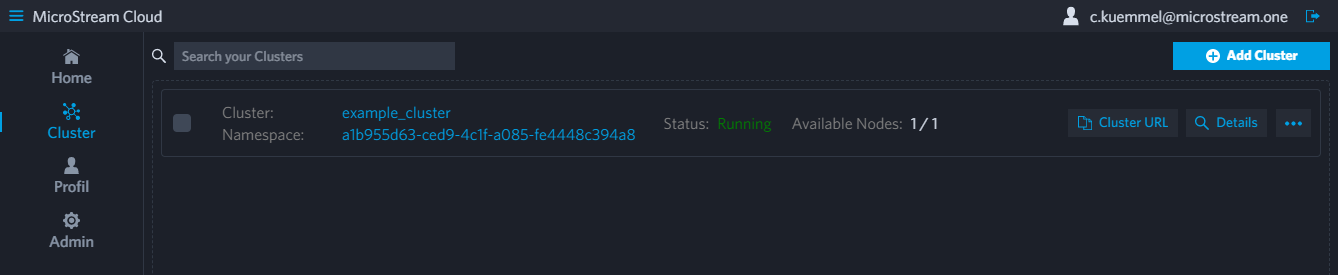 MicroStream Cloud
c.kuemmel@microstream.one
Home
Cluster
Profil
Admin
Search your Clusters
Add Cluster
Cluster: example_cluster
Namespace: a1b955d63-ced9-4c1f-a085-fe4448c394a8
Status: Running
Available Nodes: 1 / 1
Cluster URL
Details